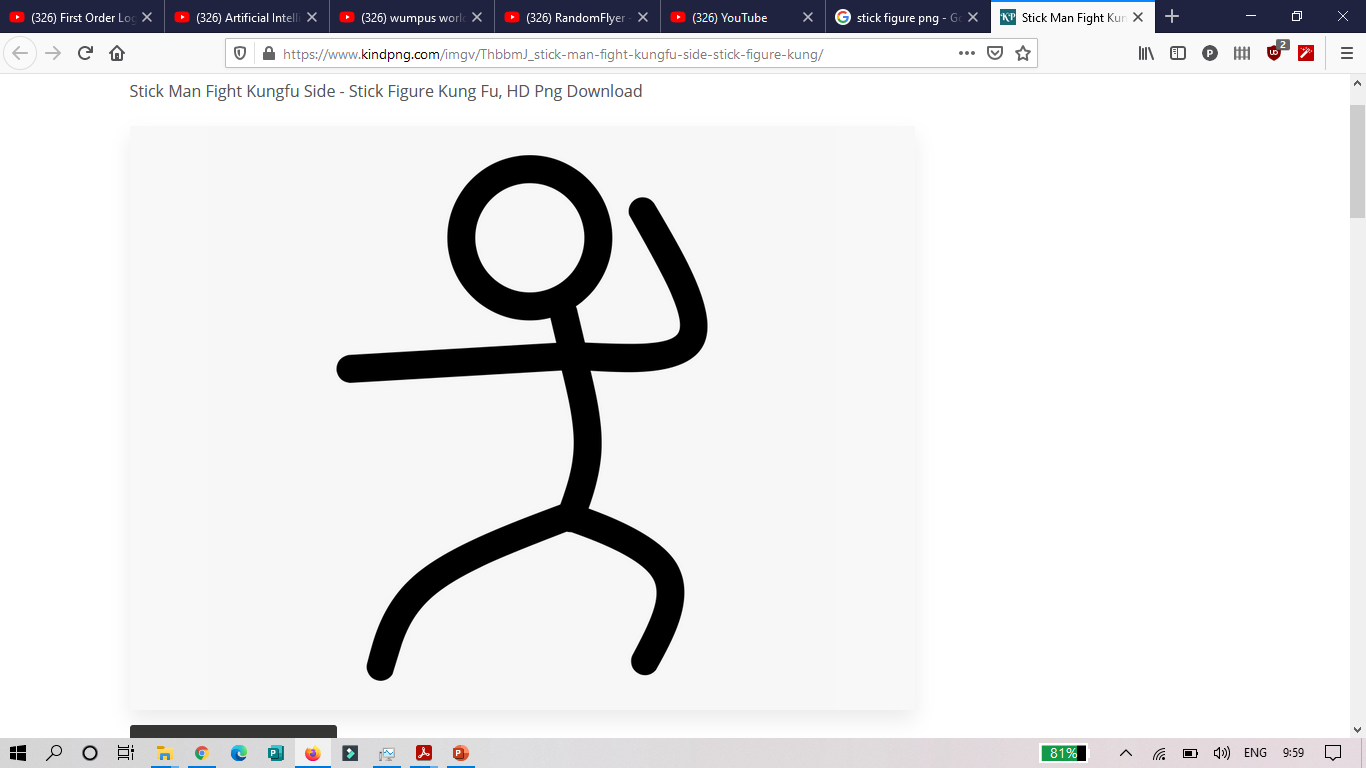 (326) First Order Lo
(326) Artificial Intell
(326) wumpus worl
(326) RandomFlyer
(326) YouTube
stick figure png - G
Stick Man Fight Kun
https://www.kindpng.com/imgv/ThbbmJ_stick-man-fight-kungfu-side-stick-figure-kung/
2
Stick Man Fight Kungfu Side - Stick Figure Kung Fu, HD Png Download
81%
ENG
9:59